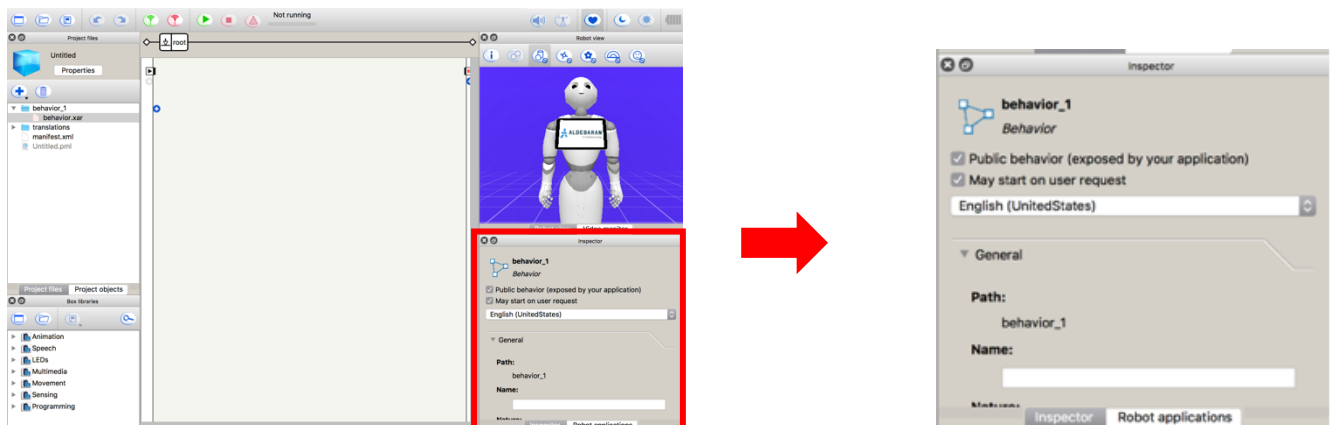 Not running
Project files
Untitled
Properties
behavior_1
behavior.xar
translations
manifest.xml
Untitled.pml
Project files Project objects
Box libraries
Animation
Speech
LEDs
Multimedia
Movement
Sensing
Programming
root
Robot view
ALDEBARAN
Video monitor
Inspector
behavior_1
Behavior
Public behavior (exposed by your application)
May start on user request
English (UnitedStates)
General
Path:
behavior_1
Name:
Inspector Robot applications
Inspector
behavior_1
Behavior
Public behavior (exposed by your application)
May start on user request
English (UnitedStates)
General
Path:
behavior_1
Name:
Inspector Robot applications